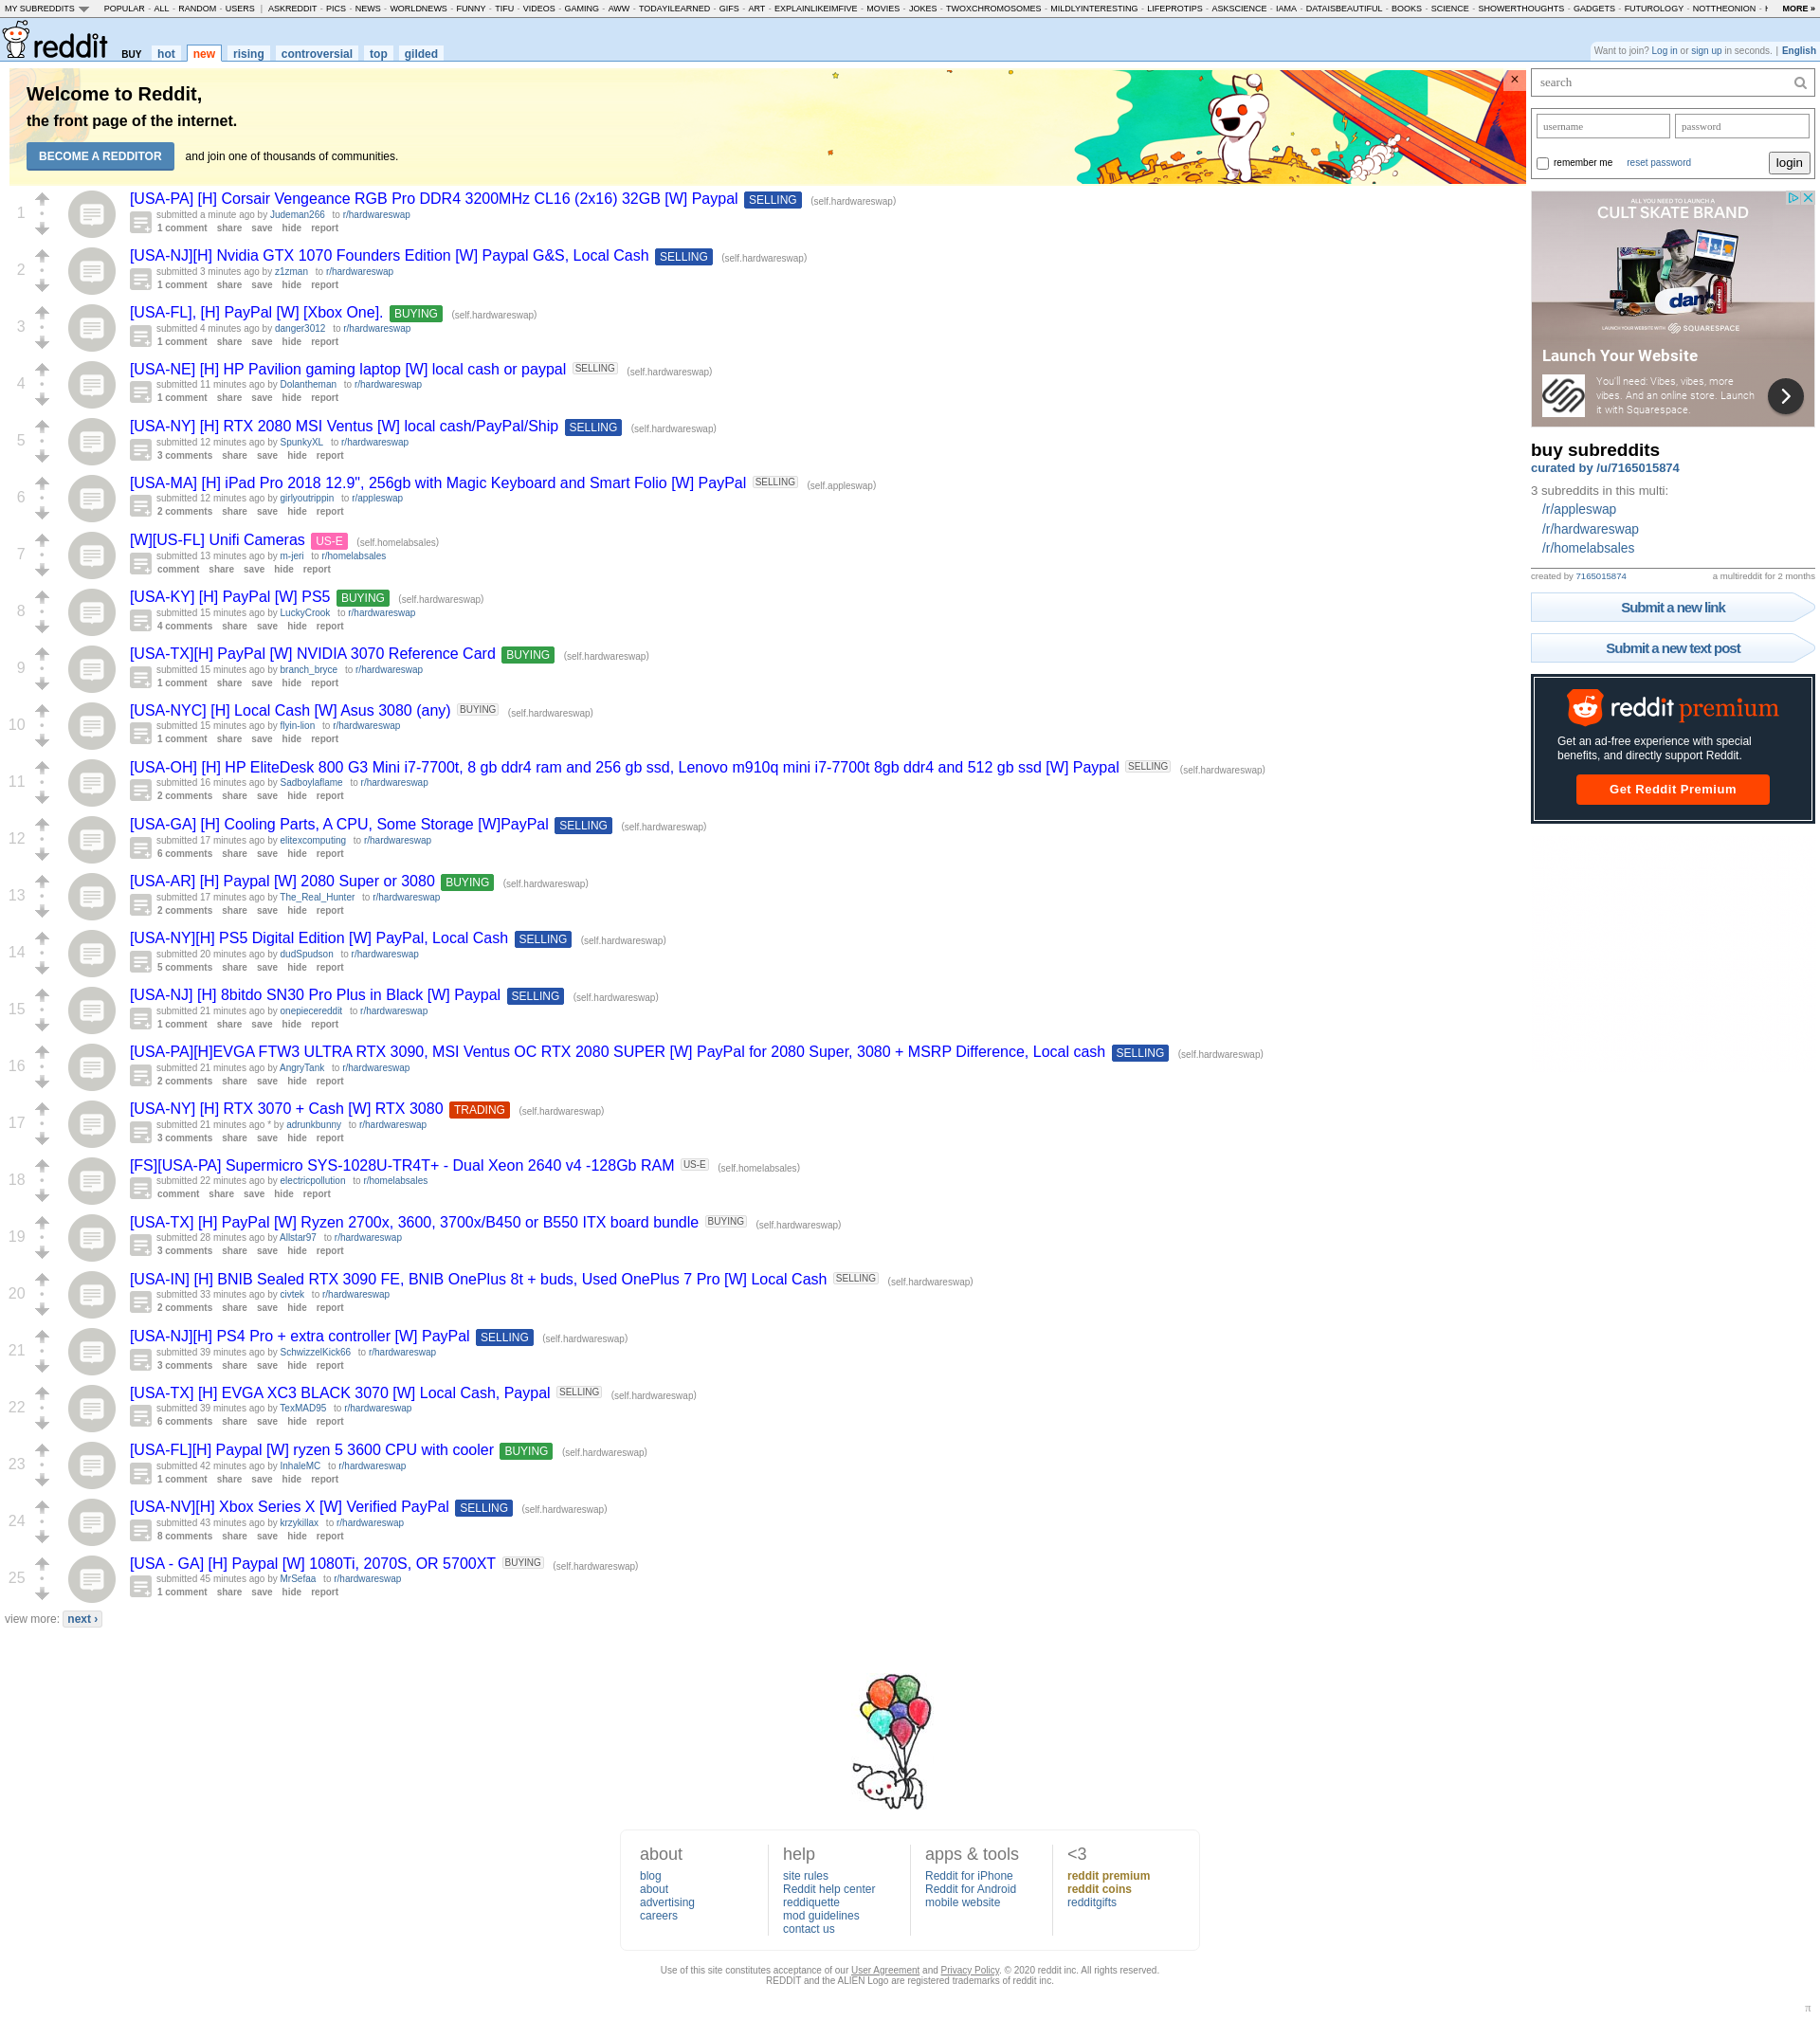 MY SUBREDDITS POPULAR - ALL - RANDOM - USERS | ASKREDDIT - PICS - NEWS - WORLDNEWS - FUNNY - TIFU - VIDEOS - GAMING - AWW - TODAYILEARNED - GIFS - ART - EXPLAINLIKEIMFIVE - MOVIES - JOKES - TWOXCHROMOSOMES - MILDLYINTERESTING - LIFEPROTIPS - ASKSCIENCE - IAMA - DATAISBEAUTIFUL - BOOKS - SCIENCE - SHOWERTHOUGHTS - GADGETS - FUTUROLOGY - NOTTHEONION - MORE »
reddit BUY hot new rising controversial top gilded
Want to join? Log in or sign up in seconds. | English
Welcome to Reddit,
the front page of the internet.
BECOME A REDDITOR and join one of thousands of communities.
×
1
[USA-PA] [H] Corsair Vengeance RGB Pro DDR4 3200MHz CL16 (2x16) 32GB [W] Paypal SELLING (self.hardwareswap)
submitted a minute ago by Judeman266 to r/hardwareswap
1 comment share save hide report
2
[USA-NJ][H] Nvidia GTX 1070 Founders Edition [W] Paypal G&S, Local Cash SELLING (self.hardwareswap)
submitted 3 minutes ago by z1zman to r/hardwareswap
1 comment share save hide report
3
[USA-FL], [H] PayPal [W] [Xbox One]. BUYING (self.hardwareswap)
submitted 4 minutes ago by danger3012 to r/hardwareswap
1 comment share save hide report
4
[USA-NE] [H] HP Pavilion gaming laptop [W] local cash or paypal SELLING (self.hardwareswap)
submitted 11 minutes ago by Dolantheman to r/hardwareswap
1 comment share save hide report
5
[USA-NY] [H] RTX 2080 MSI Ventus [W] local cash/PayPal/Ship SELLING (self.hardwareswap)
submitted 12 minutes ago by SpunkyXL to r/hardwareswap
3 comments share save hide report
6
[USA-MA] [H] iPad Pro 2018 12.9", 256gb with Magic Keyboard and Smart Folio [W] PayPal SELLING (self.appleswap)
submitted 12 minutes ago by girlyoutrippin to r/appleswap
2 comments share save hide report
7
[W][US-FL] Unifi Cameras US-E (self.homelabsales)
submitted 13 minutes ago by m-jeri to r/homelabsales
comment share save hide report
8
[USA-KY] [H] PayPal [W] PS5 BUYING (self.hardwareswap)
submitted 15 minutes ago by LuckyCrook to r/hardwareswap
4 comments share save hide report
9
[USA-TX][H] PayPal [W] NVIDIA 3070 Reference Card BUYING (self.hardwareswap)
submitted 15 minutes ago by branch_bryce to r/hardwareswap
1 comment share save hide report
10
[USA-NYC] [H] Local Cash [W] Asus 3080 (any) BUYING (self.hardwareswap)
submitted 15 minutes ago by flyin-lion to r/hardwareswap
1 comment share save hide report
11
[USA-OH] [H] HP EliteDesk 800 G3 Mini i7-7700t, 8 gb ddr4 ram and 256 gb ssd, Lenovo m910q mini i7-7700t 8gb ddr4 and 512 gb ssd [W] Paypal SELLING (self.hardwareswap)
submitted 16 minutes ago by Sadboylaflame to r/hardwareswap
2 comments share save hide report
12
[USA-GA] [H] Cooling Parts, A CPU, Some Storage [W]PayPal SELLING (self.hardwareswap)
submitted 17 minutes ago by elitexcomputing to r/hardwareswap
6 comments share save hide report
13
[USA-AR] [H] Paypal [W] 2080 Super or 3080 BUYING (self.hardwareswap)
submitted 17 minutes ago by The_Real_Hunter to r/hardwareswap
2 comments share save hide report
14
[USA-NY][H] PS5 Digital Edition [W] PayPal, Local Cash SELLING (self.hardwareswap)
submitted 20 minutes ago by dudSpudson to r/hardwareswap
5 comments share save hide report
15
[USA-NJ] [H] 8bitdo SN30 Pro Plus in Black [W] Paypal SELLING (self.hardwareswap)
submitted 21 minutes ago by onepiecereddit to r/hardwareswap
1 comment share save hide report
16
[USA-PA][H]EVGA FTW3 ULTRA RTX 3090, MSI Ventus OC RTX 2080 SUPER [W] PayPal for 2080 Super, 3080 + MSRP Difference, Local cash SELLING (self.hardwareswap)
submitted 21 minutes ago by AngryTank to r/hardwareswap
2 comments share save hide report
17
[USA-NY] [H] RTX 3070 + Cash [W] RTX 3080 TRADING (self.hardwareswap)
submitted 21 minutes ago * by adrunkbunny to r/hardwareswap
3 comments share save hide report
18
[FS][USA-PA] Supermicro SYS-1028U-TR4T+ - Dual Xeon 2640 v4 -128Gb RAM US-E (self.homelabsales)
submitted 22 minutes ago by electricpollution to r/homelabsales
comment share save hide report
19
[USA-TX] [H] PayPal [W] Ryzen 2700x, 3600, 3700x/B450 or B550 ITX board bundle BUYING (self.hardwareswap)
submitted 28 minutes ago by Allstar97 to r/hardwareswap
3 comments share save hide report
20
[USA-IN] [H] BNIB Sealed RTX 3090 FE, BNIB OnePlus 8t + buds, Used OnePlus 7 Pro [W] Local Cash SELLING (self.hardwareswap)
submitted 33 minutes ago by civtek to r/hardwareswap
2 comments share save hide report
21
[USA-NJ][H] PS4 Pro + extra controller [W] PayPal SELLING (self.hardwareswap)
submitted 39 minutes ago by SchwizzelKick66 to r/hardwareswap
3 comments share save hide report
22
[USA-TX] [H] EVGA XC3 BLACK 3070 [W] Local Cash, Paypal SELLING (self.hardwareswap)
submitted 39 minutes ago by TexMAD95 to r/hardwareswap
6 comments share save hide report
23
[USA-FL][H] Paypal [W] ryzen 5 3600 CPU with cooler BUYING (self.hardwareswap)
submitted 42 minutes ago by InhaleMC to r/hardwareswap
1 comment share save hide report
24
[USA-NV][H] Xbox Series X [W] Verified PayPal SELLING (self.hardwareswap)
submitted 43 minutes ago by krzykillax to r/hardwareswap
8 comments share save hide report
25
[USA - GA] [H] Paypal [W] 1080Ti, 2070S, OR 5700XT BUYING (self.hardwareswap)
submitted 45 minutes ago by MrSefaa to r/hardwareswap
1 comment share save hide report
view more: next ›
search
username password
remember me reset password login
ALL YOU NEED TO LAUNCH A
CULT SKATE BRAND
dan
LAUNCH YOUR WEBSITE WITH SQUARESPACE
Launch Your Website
You'll need: Vibes, vibes, more
vibes. And an online store. Launch
it with Squarespace.
buy subreddits
curated by /u/7165015874
3 subreddits in this multi:
/r/appleswap
/r/hardwareswap
/r/homelabsales
created by 7165015874 a multireddit for 2 months
Submit a new link
Submit a new text post
reddit premium
Get an ad-free experience with special
benefits, and directly support Reddit.
Get Reddit Premium
about
blog
about
advertising
careers
help
site rules
Reddit help center
reddiquette
mod guidelines
contact us
apps & tools
Reddit for iPhone
Reddit for Android
mobile website
<3
reddit premium
reddit coins
redditgifts
Use of this site constitutes acceptance of our User Agreement and Privacy Policy. © 2020 reddit inc. All rights reserved.
REDDIT and the ALIEN Logo are registered trademarks of reddit inc.
π